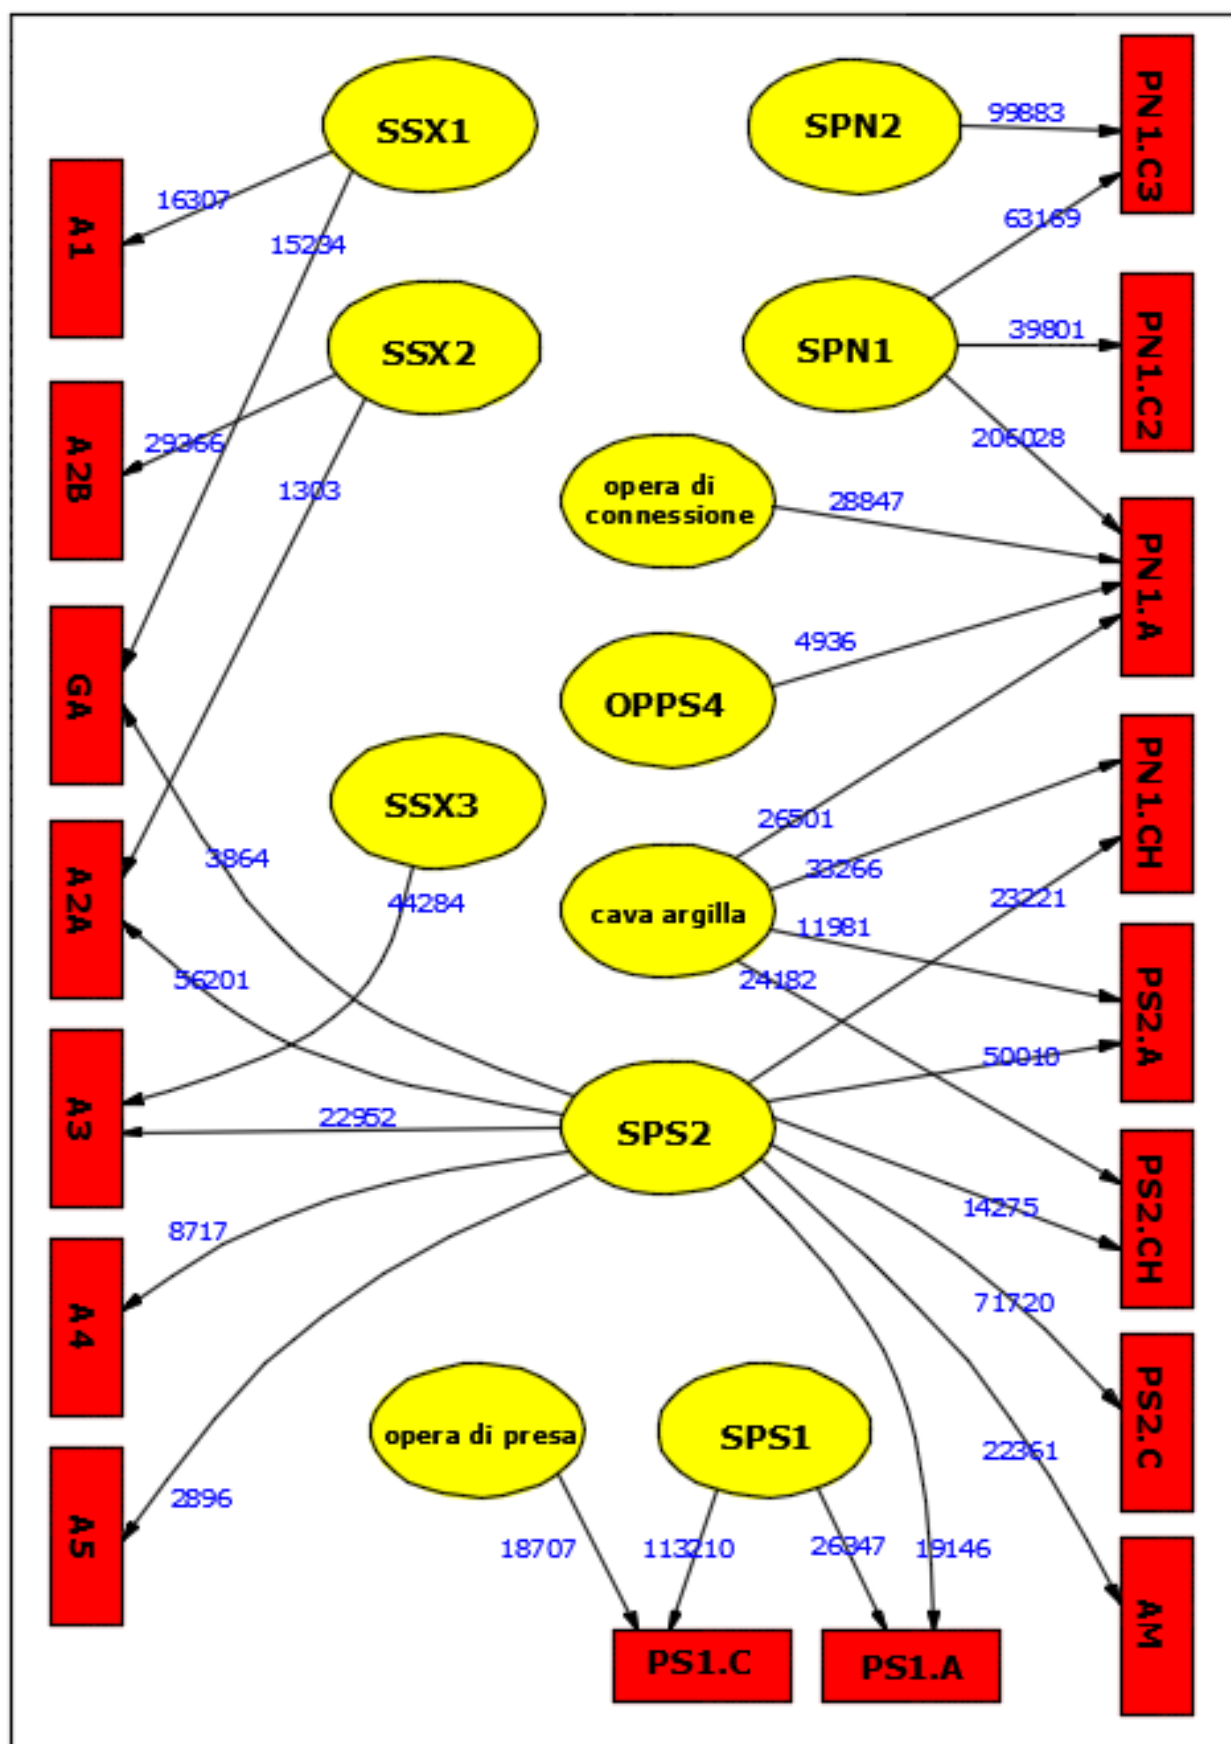 SSX1
SPN2
99883
PN1.C3
A1
16307
15234
63169
SSX2
SPN1
39801
PN1.C2
A2B
29366
1303
206028
opera di
connessione
28847
PN1.A
GA
OPPS4
4936
SSX3
26501
PN1.CH
A2A
3864
44284
cava argilla
33266
23221
11981
56201
24182
PS2.A
50010
A3
22952
SPS2
PS2.CH
14275
8717
A4
71720
PS2.C
opera di presa
SPS1
22361
A5
2896
18707
113210
26347
19146
AM
PS1.C
PS1.A